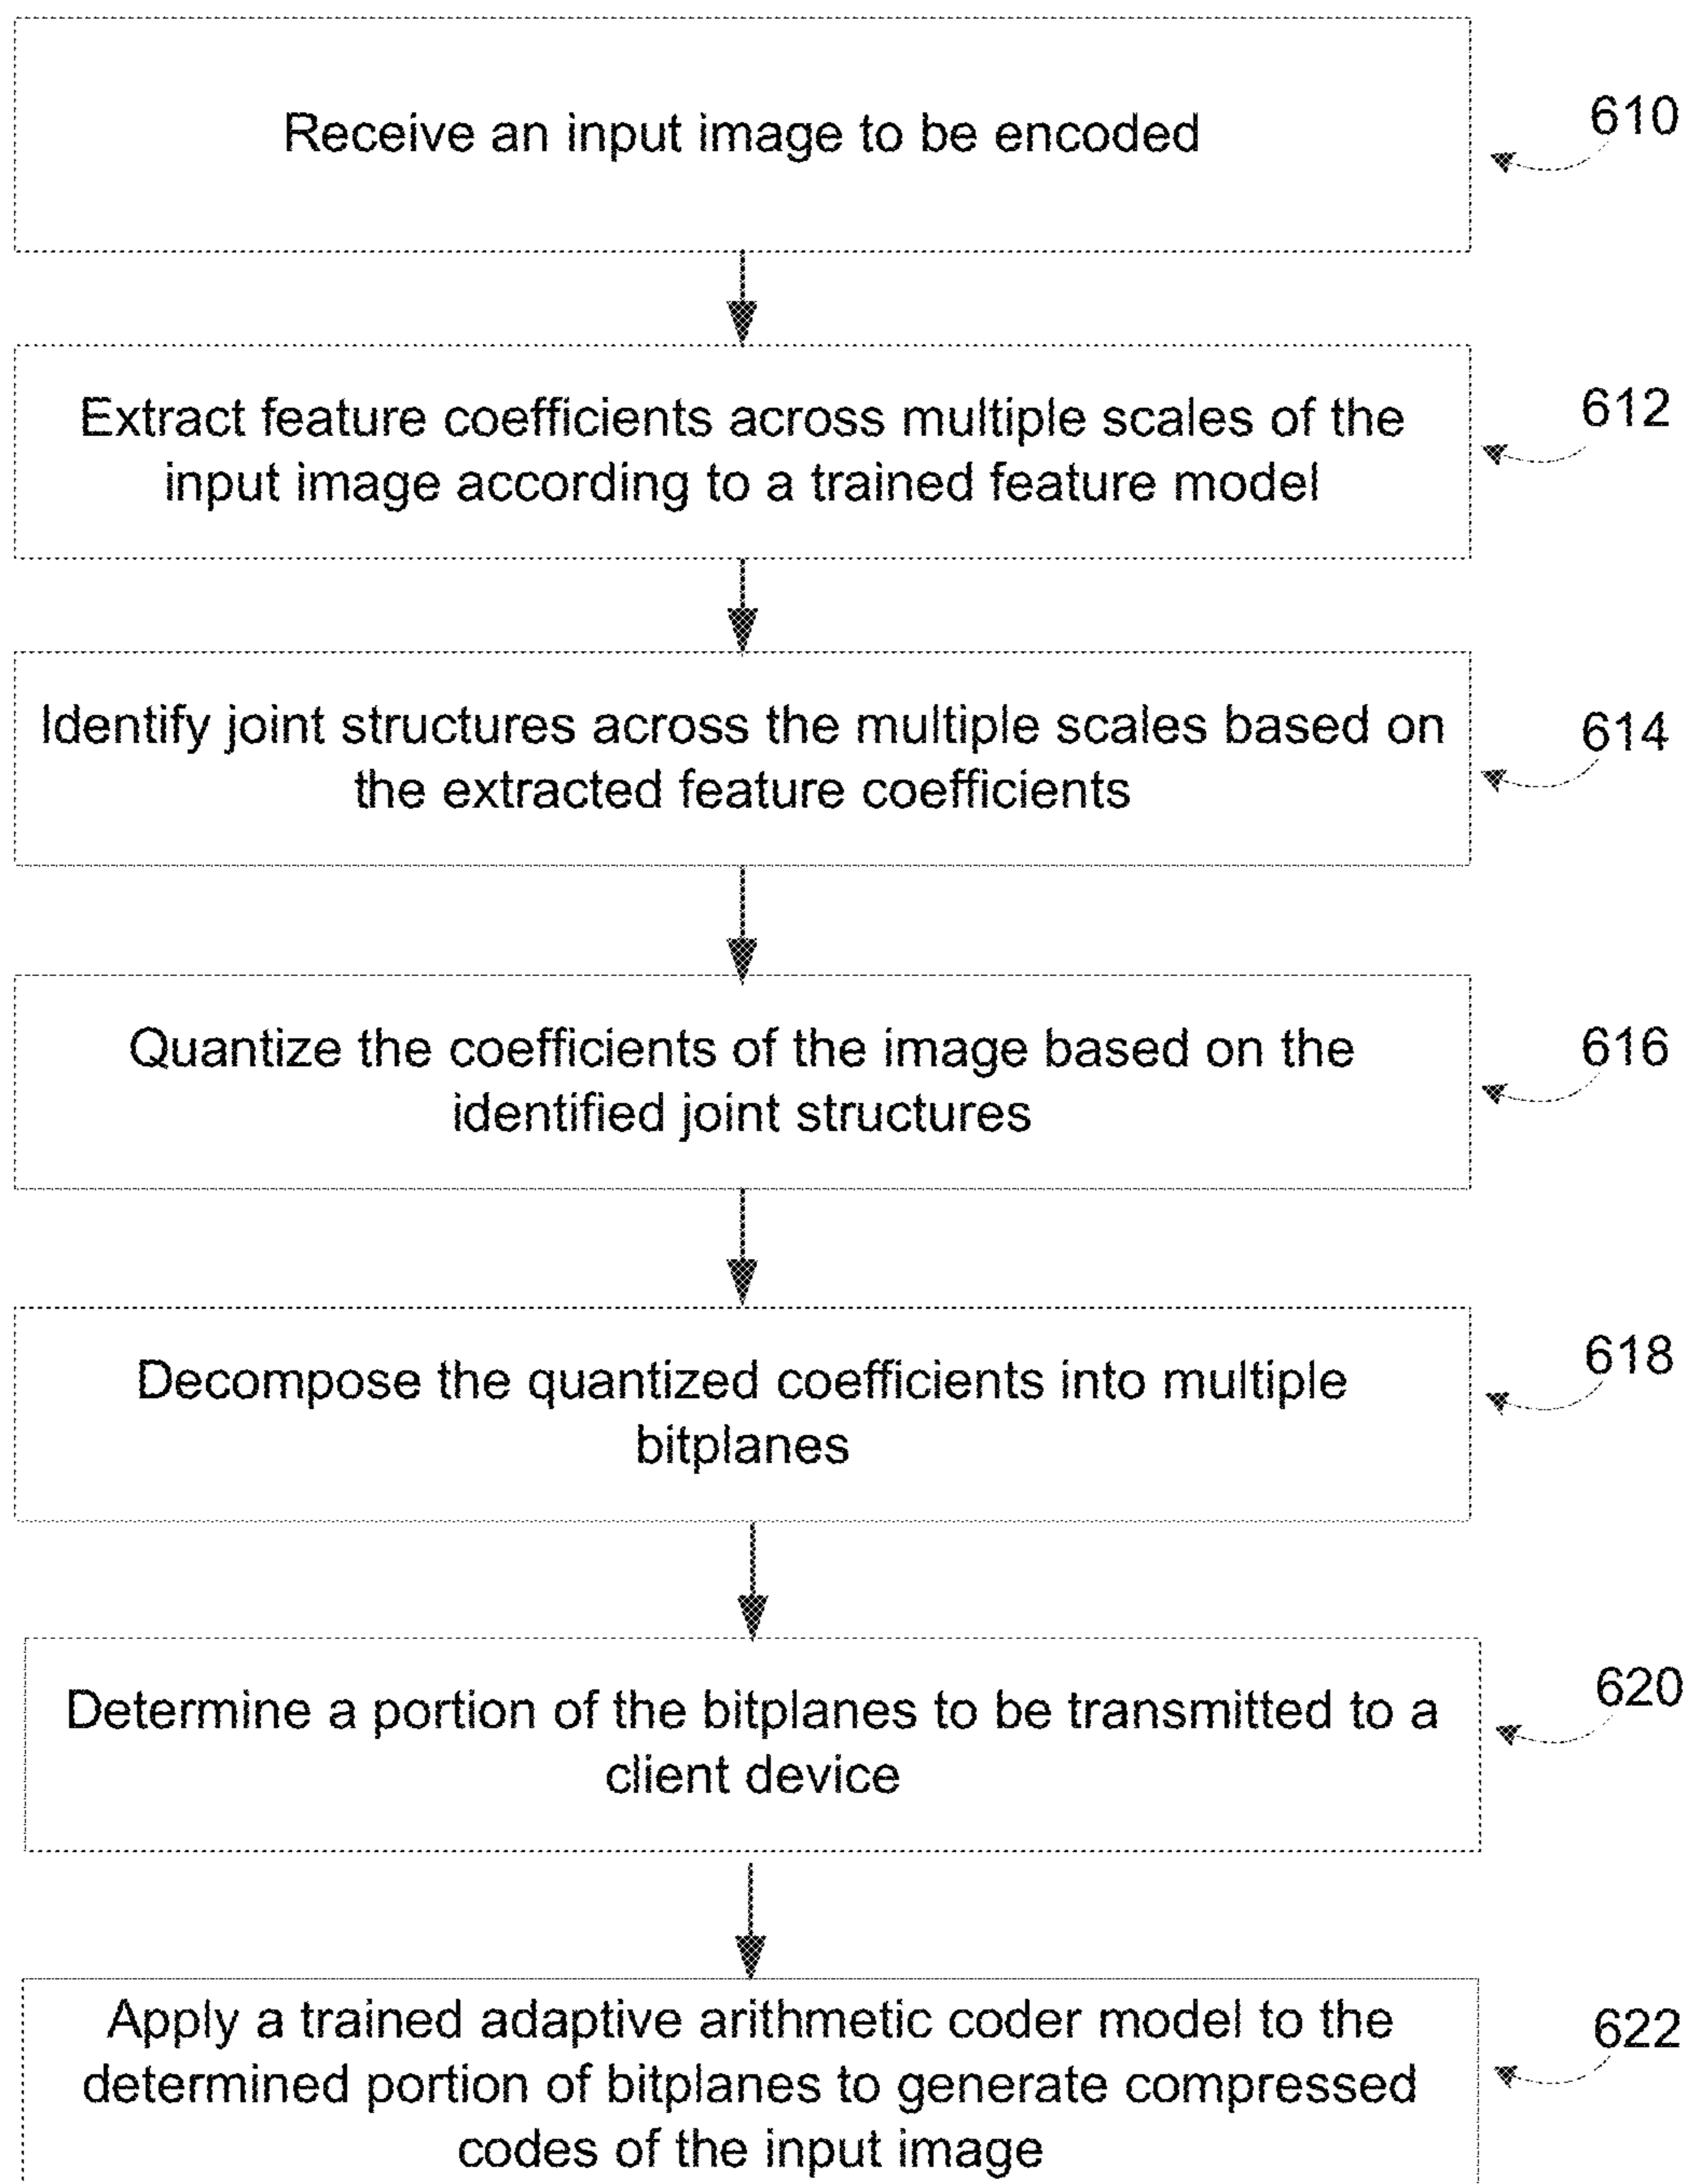 Receive an input image to be encoded
610
Extract feature coefficients across multiple scales of the
input image according to a trained feature model
612
Identify joint structures across the multiple scales based on
the extracted feature coefficients
614
Quantize the coefficients of the image based on the
identified joint structures
616
Decompose the quantized coefficients into multiple
bitplanes
618
Determine a portion of the bitplanes to be transmitted to a
client device
620
Apply a trained adaptive arithmetic coder model to the
determined portion of bitplanes to generate compressed
codes of the input image
622